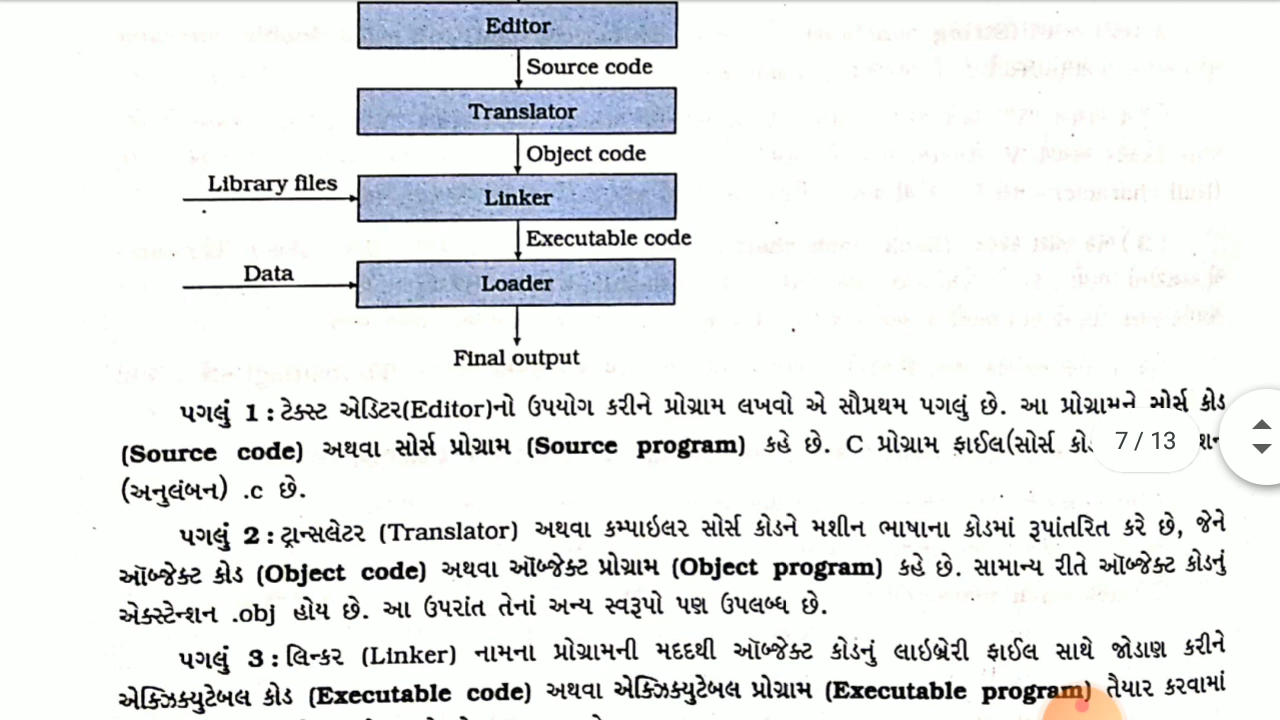 Editor
Source code
Translator
Object code
Library files
Linker
Executable code
Data
Loader
Final output
પગલું 1 : ટેક્સ્ટ એડિટર(Editor)નો ઉપયોગ કરીને પ્રોગ્રામ લખવો એ સૌપ્રથમ પગલું છે. આ પ્રોગ્રામને સોર્સ કોડ
(Source code) અથવા સોર્સ પ્રોગ્રામ (Source program) કહે છે. C પ્રોગ્રામ ફાઈલ(સોર્સ
7 / 13
(અનુલંબન) .c છે.
પગલું 2 : ટ્રાન્સલેટર (Translator) અથવા કમ્પાઇલર સોર્સ કોડને મશીન ભાષાના કોડમાં રૂપાંતરિત કરે છે, જેને
ઑબ્જેક્ટ કોડ (Object code) અથવા ઑબ્જેક્ટ પ્રોગ્રામ (Object program) કહે છે. સામાન્ય રીતે ઑબ્જેક્ટ કોડનું
એક્સ્ટેન્શન .obj હોય છે. આ ઉપરાંત તેનાં અન્ય સ્વરૂપો પણ ઉપલબ્ધ છે.
પગલું 3 : લિન્કર (Linker) નામના પ્રોગ્રામની મદદથી ઑબ્જેક્ટ કોડનું લાઇબ્રેરી ફાઈલ સાથે જોડાણ કરીને
એક્ઝિક્યુટેબલ કોડ (Executable code) અથવા એક્ઝિક્યુટેબલ પ્રોગ્રામ (Executable program) તૈયાર કરવામાં